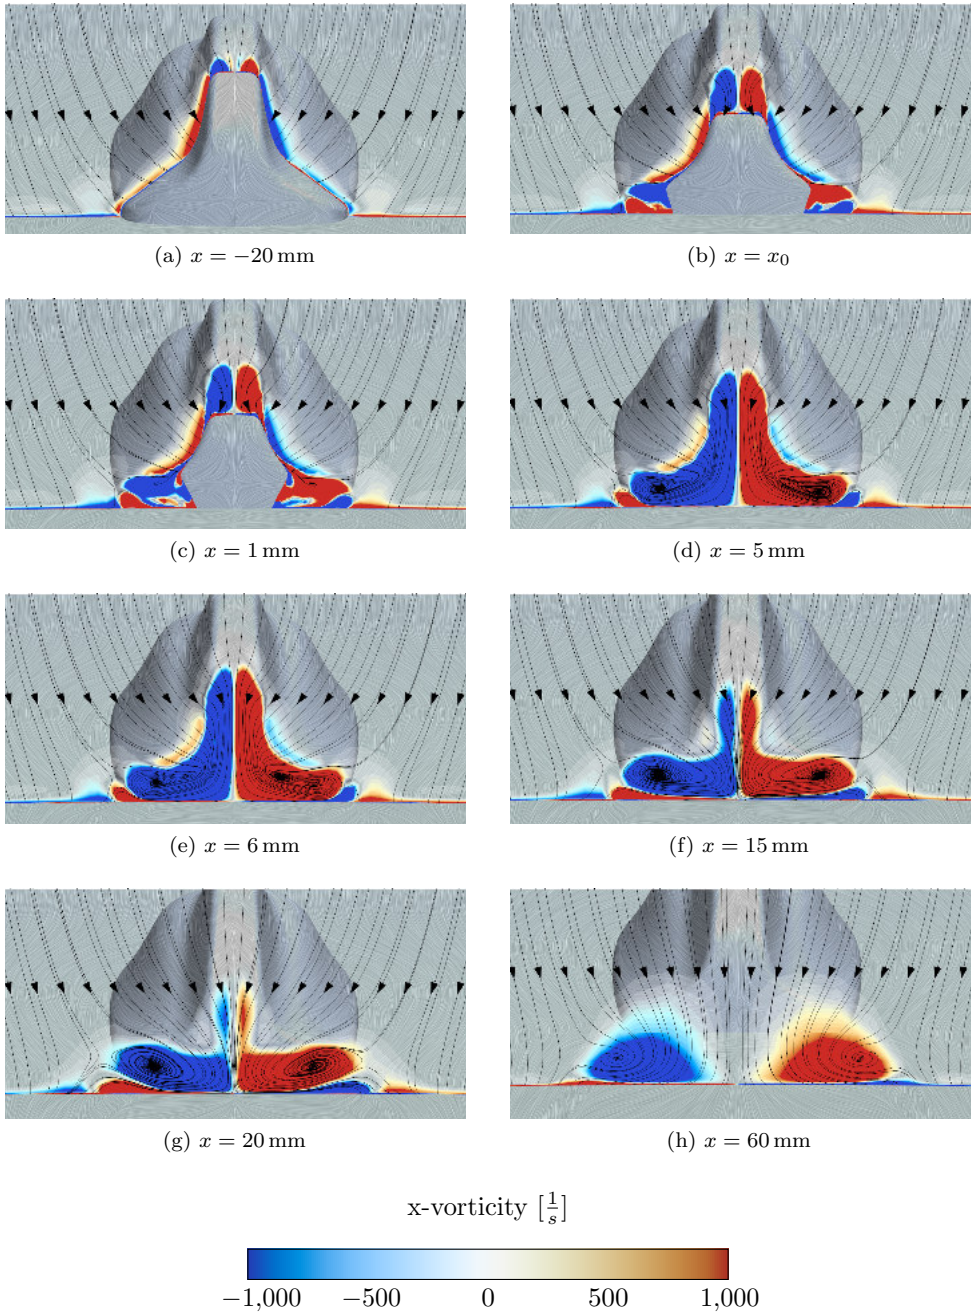 (a) x = −20 mm
(b) x = x₀
(c) x = 1 mm
(d) x = 5 mm
(e) x = 6 mm
(f) x = 15 mm
(g) x = 20 mm
(h) x = 60 mm
x-vorticity [1/s]
−1,000 −500 0 500 1,000